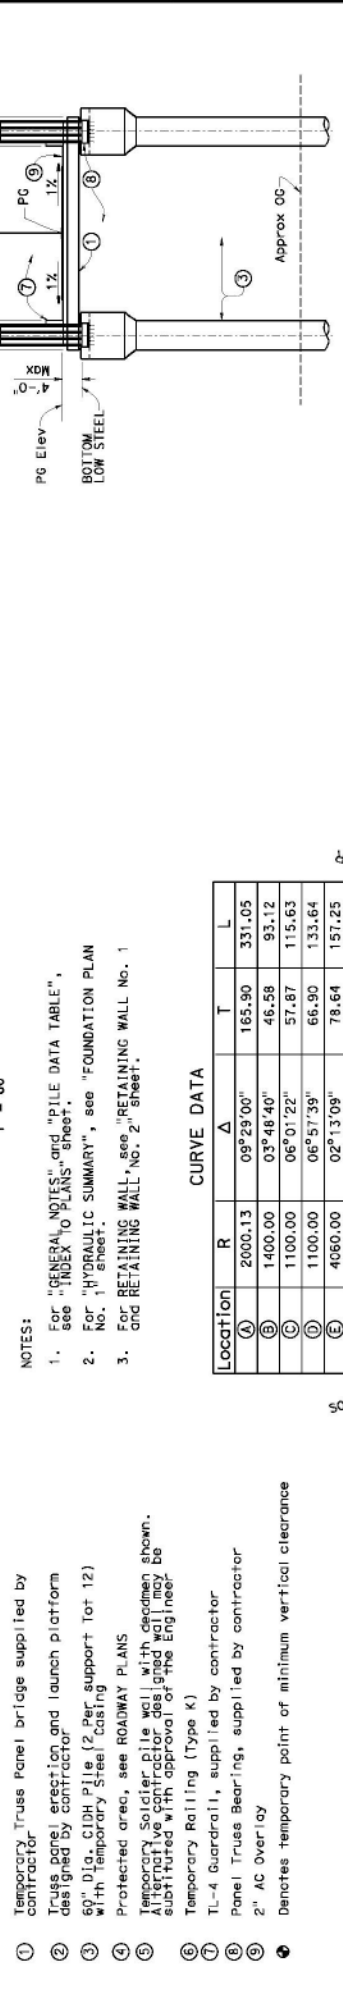 ① Temporary Truss Panel bridge supplied by
contractor
② Truss panel erection and launch platform
designed by contractor
③ 60" Dia. CIDH Pile (2 Per support Tot 12)
with Temporary Steel casing
④ Protected area, see ROADWAY PLANS
⑤ Temporary Soldier pile wall with deadmen shown.
Alternative contractor designed wall may be
substituted with approval of the Engineer
⑥ Temporary Railing (Type K)
⑦ TL-4 Guardrail, supplied by contractor
⑧ Panel Truss Bearing, supplied by contractor
⑨ 2" AC Overlay
Denotes temporary point of minimum vertical clearance
NOTES:
1. For "GENERAL NOTES" and "PILE DATA TABLE",
see "INDEX TO PLANS" sheet.
2. For "HYDRAULIC SUMMARY", see "FOUNDATION PLAN
No. 1" sheet.
3. For RETAINING WALL, see "RETAINING WALL No. 1
and RETAINING WALL No. 2" sheet.
CURVE DATA
Location R Δ T L
Ⓐ 2000.13 09°29'00" 165.90 331.05
Ⓑ 1400.00 03°48'40" 46.58 93.12
Ⓒ 1100.00 06°01'22" 57.87 115.63
Ⓓ 1100.00 06°57'39" 66.90 133.64
Ⓔ 4060.00 02°13'09" 78.64 157.25
PG Elev
4'-0"
Max
BOTTOM
LOW STEEL
⑦
PG
⑨
1%
1%
①
⑧
③
Approx OG